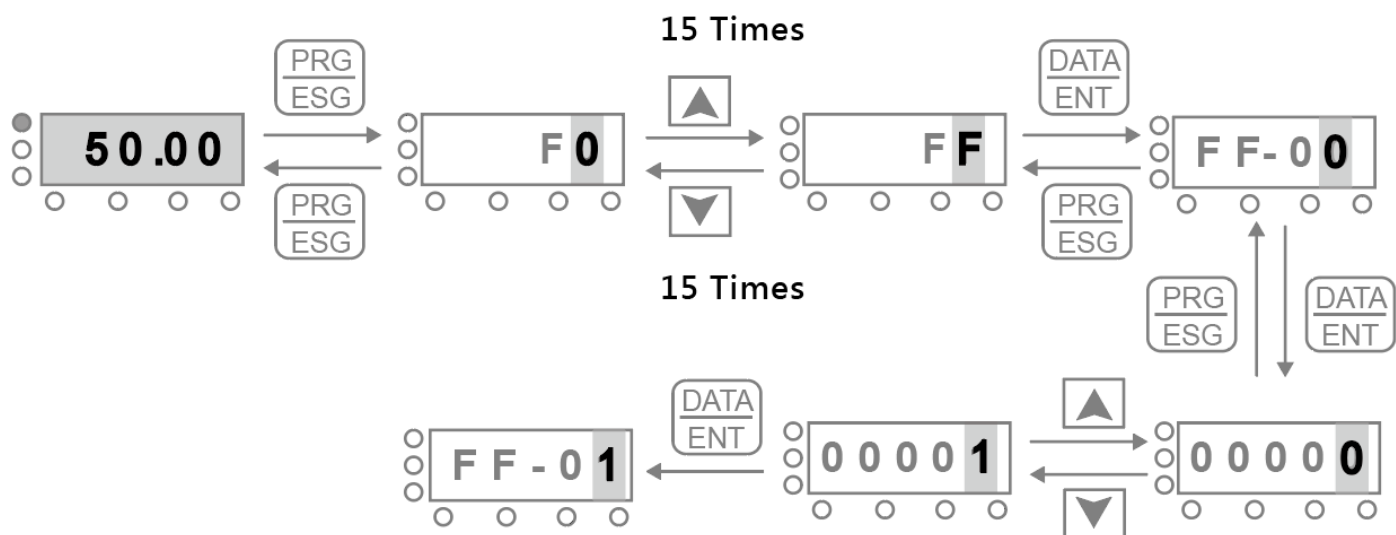 15 Times
PRG
ESG
DATA
ENT
50.00
F0
FF
FF-00
PRG
ESG
PRG
ESG
15 Times
PRG
ESG
DATA
ENT
DATA
ENT
FF-01
00001
00000